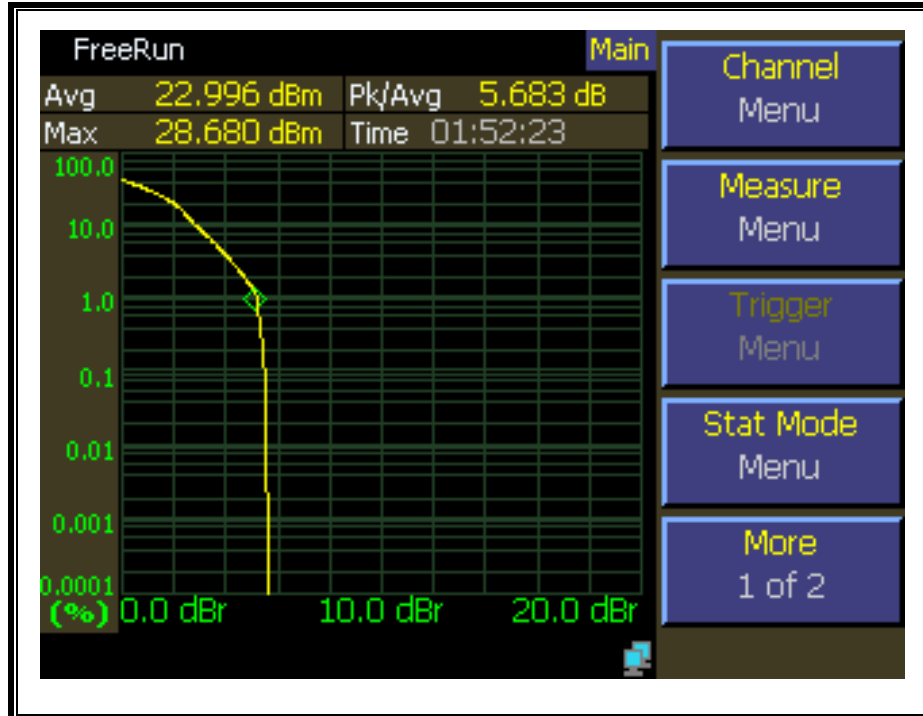 FreeRun Main
Avg 22.996 dBm Pk/Avg 5.683 dB
Max 28.680 dBm Time 01:52:23
100.0
10.0
1.0
0.1
0.01
0.001
0.0001
(%) 0.0 dBr 10.0 dBr 20.0 dBr
Channel
Menu
Measure
Menu
Trigger
Menu
Stat Mode
Menu
More
1 of 2